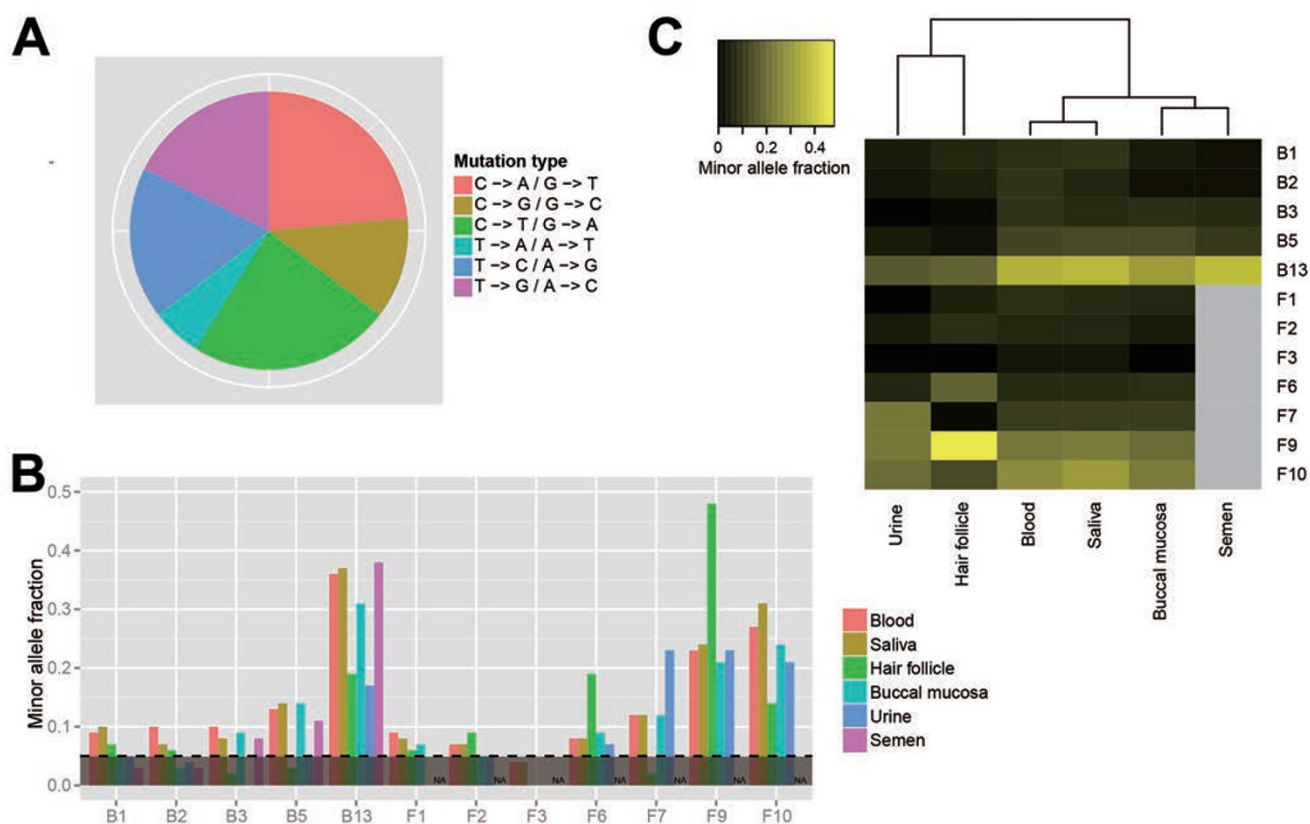 A
Mutation type
C -> A / G -> T
C -> G / G -> C
C -> T / G -> A
T -> A / A -> T
T -> C / A -> G
T -> G / A -> C
B
Minor allele fraction
0.5
0.4
0.3
0.2
0.1
0.0
NA NA NA NA NA NA NA
B1 B2 B3 B5 B13 F1 F2 F3 F6 F7 F9 F10
Blood
Saliva
Hair follicle
Buccal mucosa
Urine
Semen
C
0 0.2 0.4
Minor allele fraction
B1
B2
B3
B5
B13
F1
F2
F3
F6
F7
F9
F10
Urine
Hair follicle
Blood
Saliva
Buccal mucosa
Semen